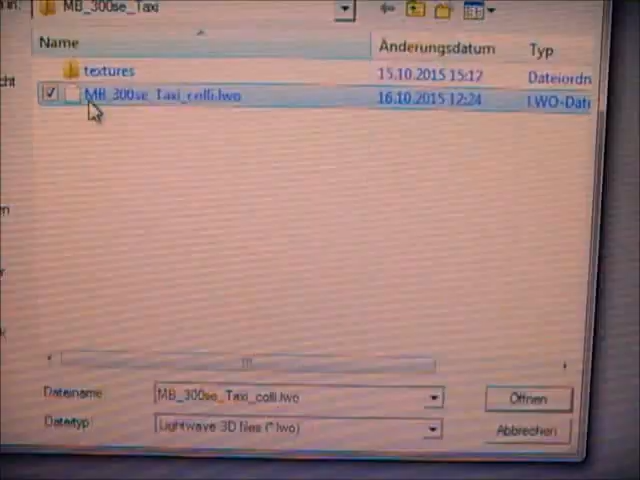 MB_300se_Taxi
Name Änderungsdatum Typ
textures 15.10.2015 15:17 Dateiordn
MB_300se_Taxi_colli.lwo 16.10.2015 12:24 LWO-Date
Dateiname MB_300se_Taxi_colli.lwo Öffnen
Dateityp Lightwave 3D files (*.lwo) Abbrechen